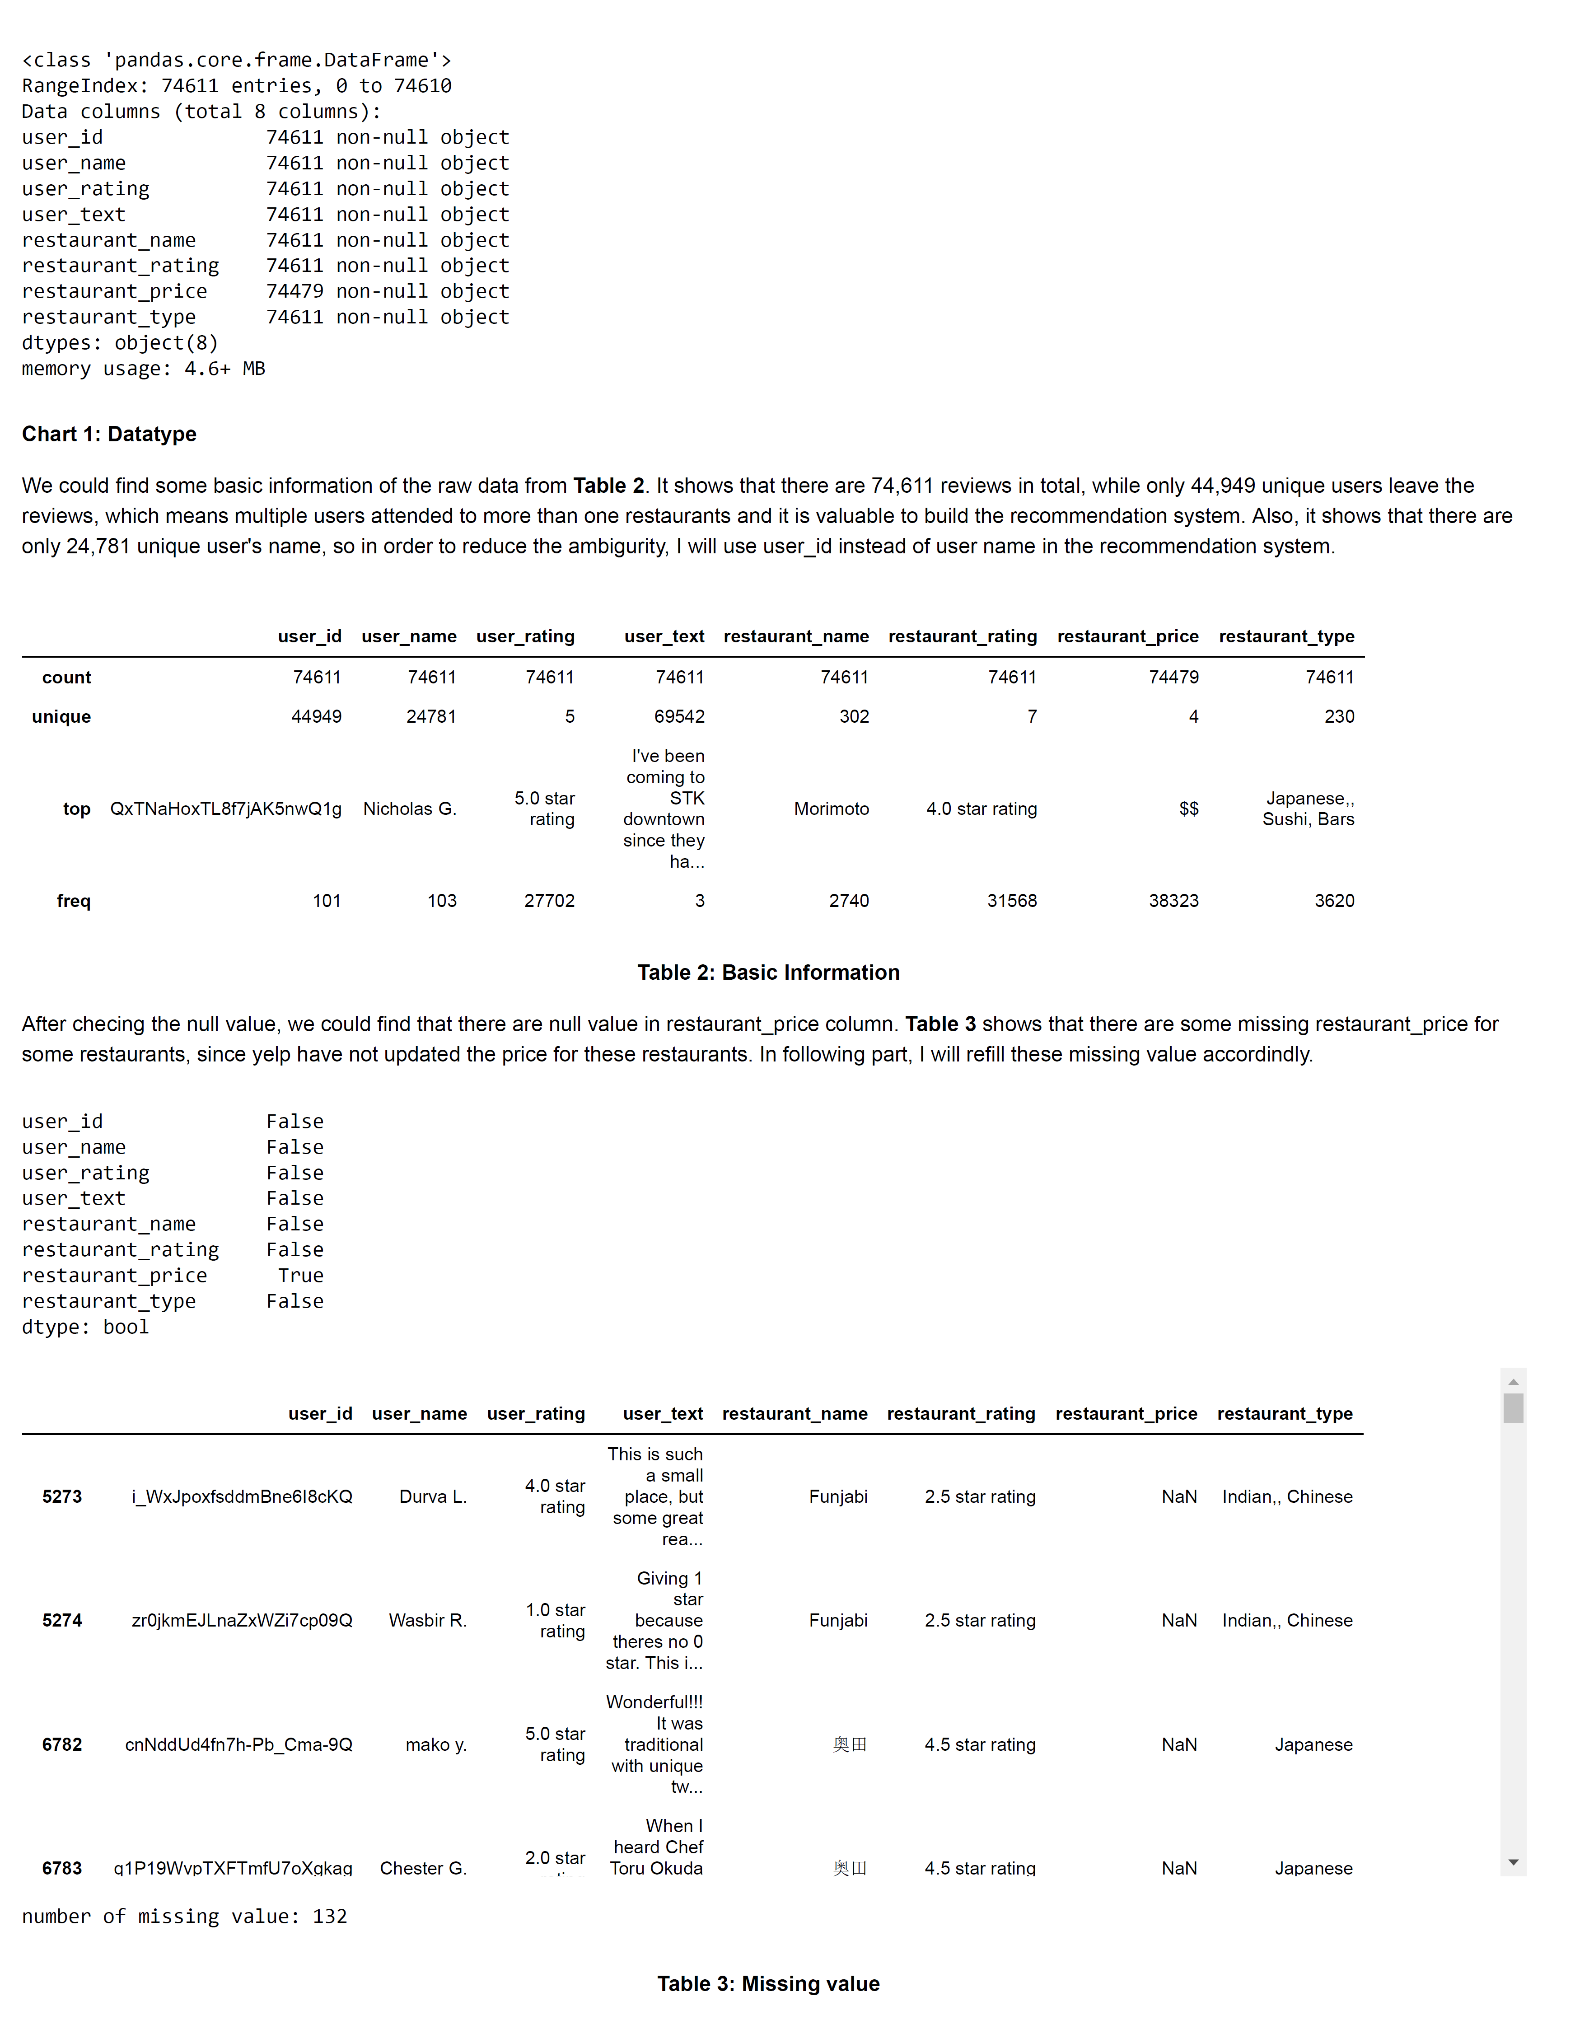 <class 'pandas.core.frame.DataFrame'>
RangeIndex: 74611 entries, 0 to 74610
Data columns (total 8 columns):
user_id 74611 non-null object
user_name 74611 non-null object
user_rating 74611 non-null object
user_text 74611 non-null object
restaurant_name 74611 non-null object
restaurant_rating 74611 non-null object
restaurant_price 74479 non-null object
restaurant_type 74611 non-null object
dtypes: object(8)
memory usage: 4.6+ MB
Chart 1: Datatype
We could find some basic information of the raw data from Table 2. It shows that there are 74,611 reviews in total, while only 44,949 unique users leave the
reviews, which means multiple users attended to more than one restaurants and it is valuable to build the recommendation system. Also, it shows that there are
only 24,781 unique user's name, so in order to reduce the ambigurity, I will use user_id instead of user name in the recommendation system.
user_id user_name user_rating user_text restaurant_name restaurant_rating restaurant_price restaurant_type
count 74611 74611 74611 74611 74611 74611 74479 74611
unique 44949 24781 5 69542 302 7 4 230
I've been
coming to
STK
downtown
since they
ha...
top QxTNaHoxTL8f7jAK5nwQ1g Nicholas G. 5.0 star
rating
Morimoto 4.0 star rating $$ Japanese,,
Sushi, Bars
freq 101 103 27702 3 2740 31568 38323 3620
Table 2: Basic Information
After checing the null value, we could find that there are null value in restaurant_price column. Table 3 shows that there are some missing restaurant_price for
some restaurants, since yelp have not updated the price for these restaurants. In following part, I will refill these missing value accordindly.
user_id False
user_name False
user_rating False
user_text False
restaurant_name False
restaurant_rating False
restaurant_price True
restaurant_type False
dtype: bool
user_id user_name user_rating user_text restaurant_name restaurant_rating restaurant_price restaurant_type
This is such
a small
place, but
some great
rea...
5273 i_WxJpoxfsddmBne6I8cKQ Durva L. 4.0 star
rating
Funjabi 2.5 star rating NaN Indian,, Chinese
Giving 1
star
because
theres no 0
star. This i...
5274 zr0jkmEJLnaZxWZi7cp09Q Wasbir R. 1.0 star
rating
Funjabi 2.5 star rating NaN Indian,, Chinese
Wonderful!!!
It was
traditional
with unique
tw...
6782 cnNddUd4fn7h-Pb_Cma-9Q mako y. 5.0 star
rating
奥田 4.5 star rating NaN Japanese
When I
heard Chef
Toru Okuda
6783 q1P19WvpTXFTmfU7oXgkag Chester G. 2.0 star
奥田 4.5 star rating NaN Japanese
number of missing value: 132
Table 3: Missing value